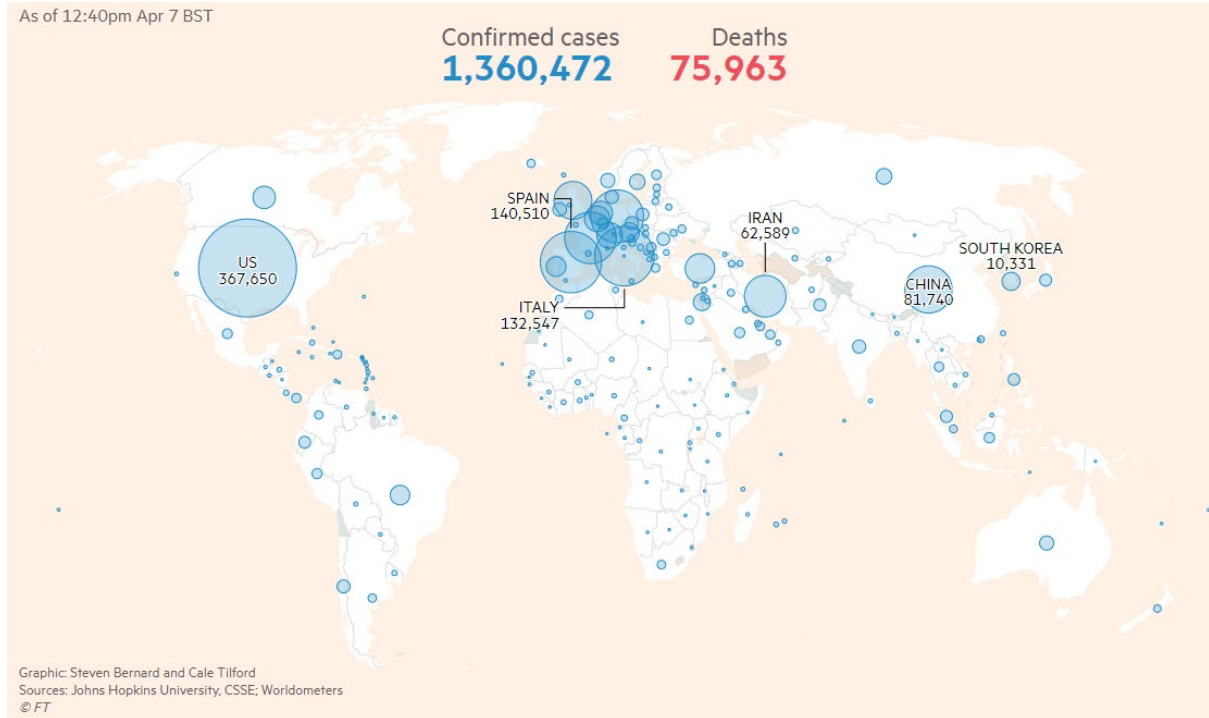 As of 12:40pm Apr 7 BST
Confirmed cases
1,360,472
Deaths
75,963
SPAIN
140,510
IRAN
62,589
SOUTH KOREA
10,331
US
367,650
CHINA
81,740
ITALY
132,547
Graphic: Steven Bernard and Cale Tilford
Sources: Johns Hopkins University, CSSE; Worldometers
© FT